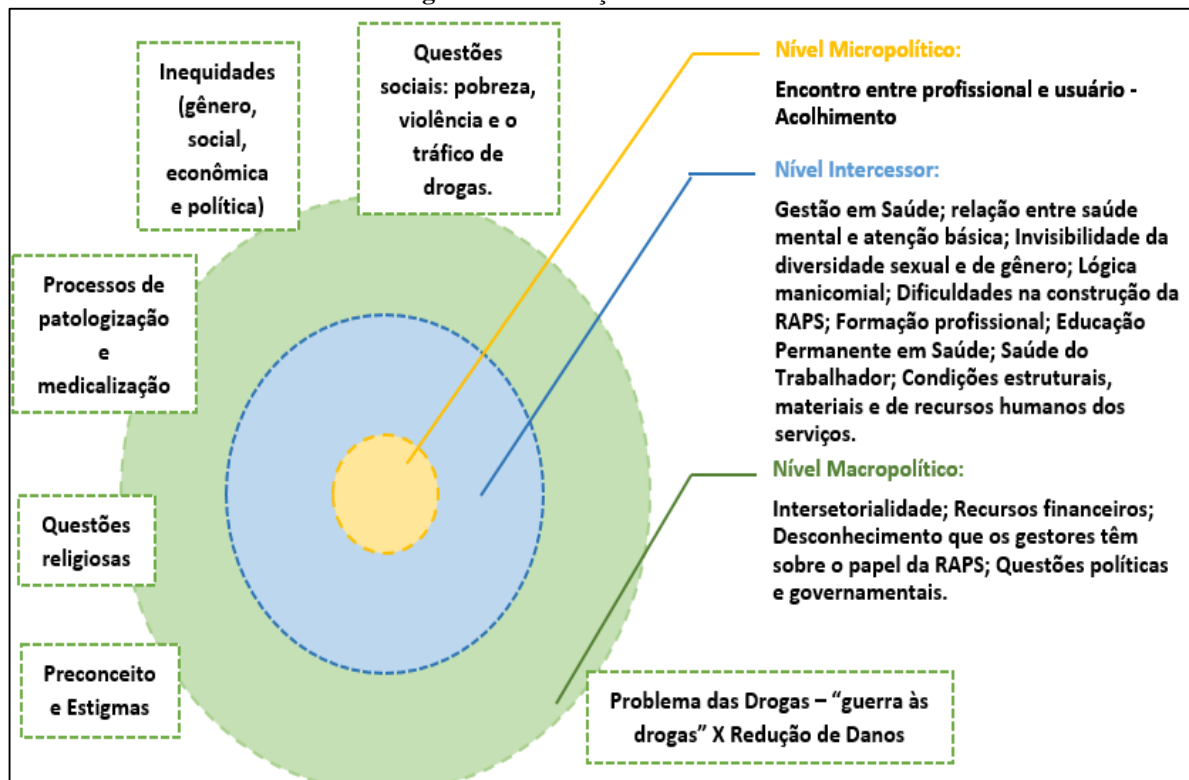 Inequidades
(gênero,
social,
econômica
e política)
Questões
sociais: pobreza,
violência e o
tráfico de
drogas.
Processos de
patologização
e
medicalização
Questões
religiosas
Preconceito
e Estigmas
Problema das Drogas – “guerra às
drogas” X Redução de Danos
Nível Micropolítico:
Encontro entre profissional e usuário -
Acolhimento
Nível Intercessor:
Gestão em Saúde; relação entre saúde
mental e atenção básica; Invisibilidade da
diversidade sexual e de gênero; Lógica
manicomial; Dificuldades na construção da
RAPS; Formação profissional; Educação
Permanente em Saúde; Saúde do
Trabalhador; Condições estruturais,
materiais e de recursos humanos dos
serviços.
Nível Macropolítico:
Intersetorialidade; Recursos financeiros;
Desconhecimento que os gestores têm
sobre o papel da RAPS; Questões políticas
e governamentais.